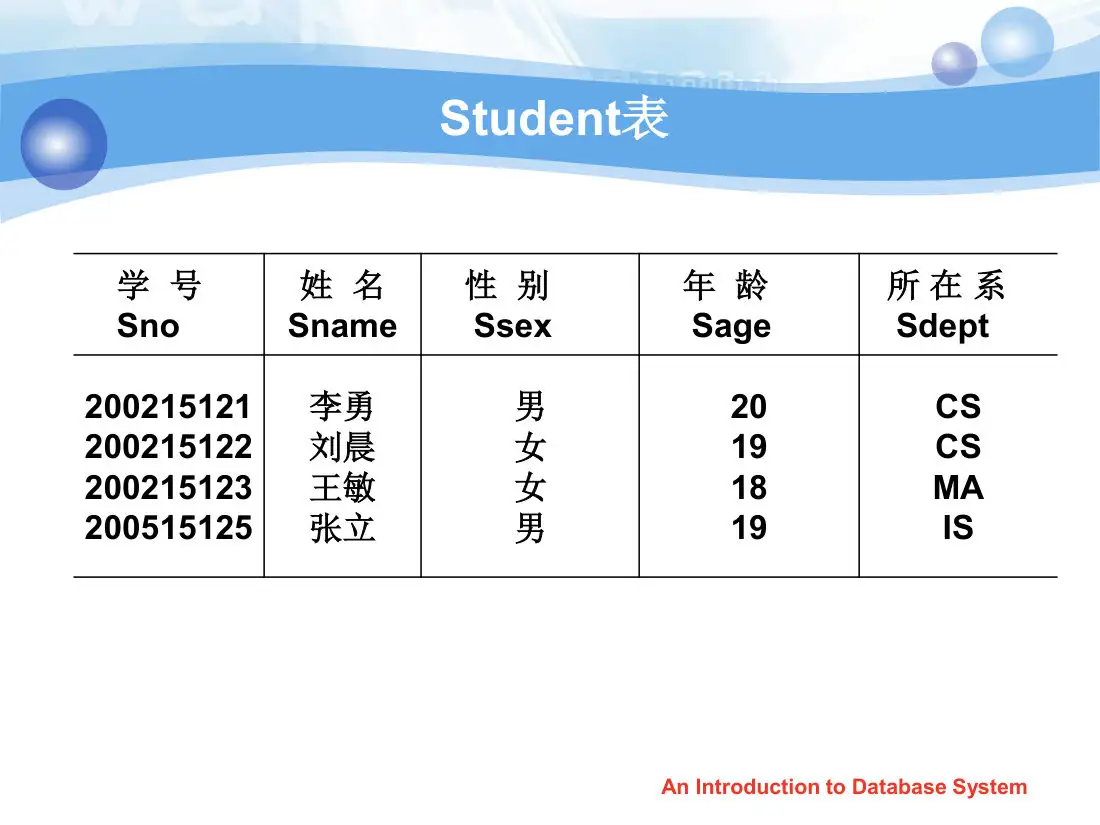 Student表
学 号 姓 名 性 别 年 龄 所 在 系
Sno Sname Ssex Sage Sdept
200215121 李勇 男 20 CS
200215122 刘晨 女 19 CS
200215123 王敏 女 18 MA
200515125 张立 男 19 IS
An Introduction to Database System